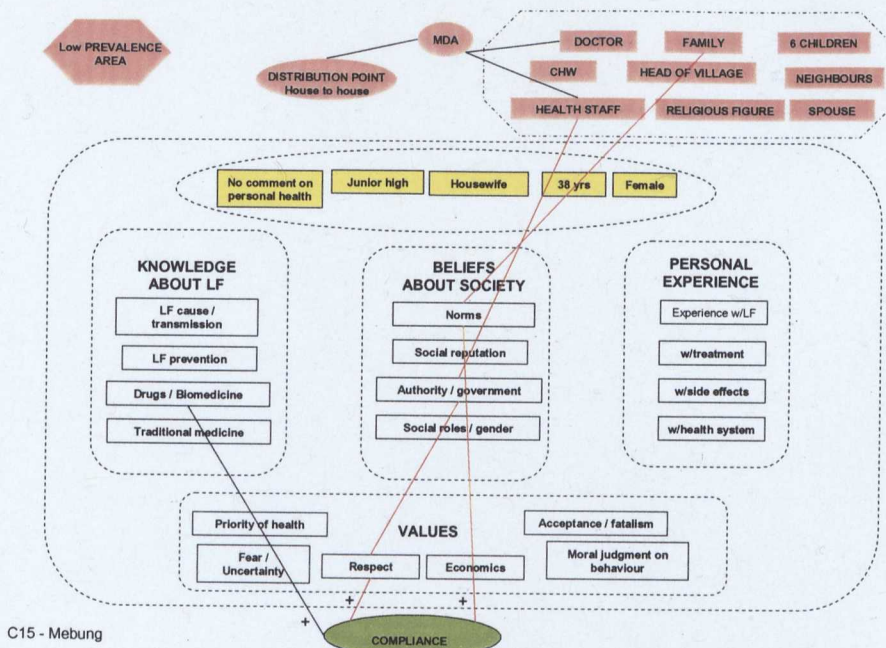 Low PREVALENCE
AREA
MDA
DISTRIBUTION POINT
House to house
DOCTOR
FAMILY
6 CHILDREN
CHW
HEAD OF VILLAGE
NEIGHBOURS
HEALTH STAFF
RELIGIOUS FIGURE
SPOUSE
No comment on
personal health
Junior high
Housewife
38 yrs
Female
KNOWLEDGE
ABOUT LF
LF cause /
transmission
LF prevention
Drugs / Biomedicine
Traditional medicine
BELIEFS
ABOUT SOCIETY
Norms
Social reputation
Authority / government
Social roles / gender
PERSONAL
EXPERIENCE
Experience w/LF
w/treatment
w/side effects
w/health system
VALUES
Priority of health
Acceptance / fatalism
Fear /
Uncertainty
Respect
Economics
Moral judgment on
behaviour
+
+
+
COMPLIANCE
C15 - Mebung